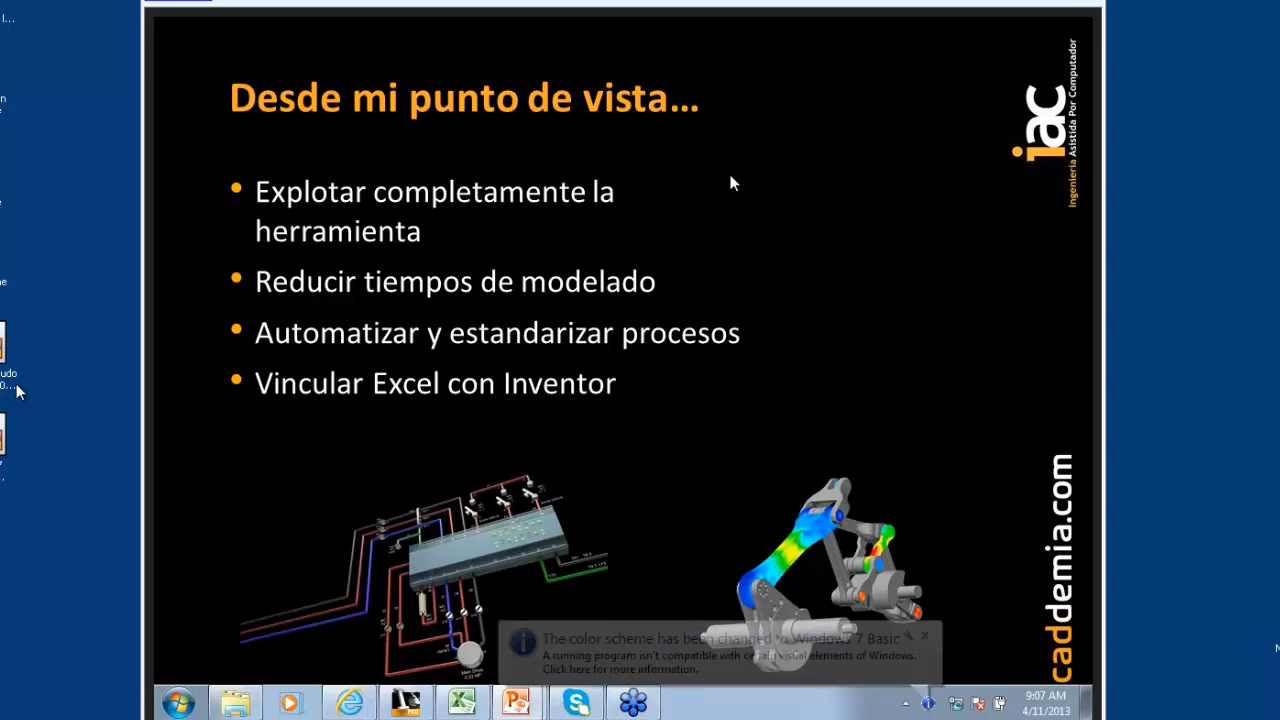 Desde mi punto de vista...
• Explotar completamente la
herramienta
• Reducir tiempos de modelado
• Automatizar y estandarizar procesos
• Vincular Excel con Inventor
iac
Ingeniería Asistida Por Computador
caddemia.com
The color scheme has been changed to Windows 7 Basic
A running program isn't compatible with certain visual elements of Windows.
Click here for more information.
9:07 AM
4/11/2013